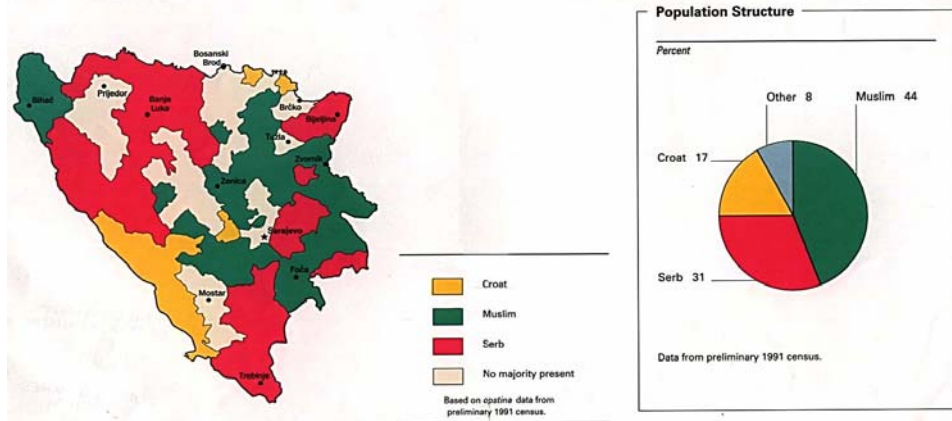 Bosanski
Brod
Bihać
Prijedor
Banja
Luka
Brčko
Bijeljina
Tuzla
Zvornik
Zenica
Sarajevo
Foča
Mostar
Trebinje
Croat
Muslim
Serb
No majority present
Based on opstina data from
preliminary 1991 census.
Population Structure
Percent
Other 8
Muslim 44
Croat 17
Serb 31
Data from preliminary 1991 census.